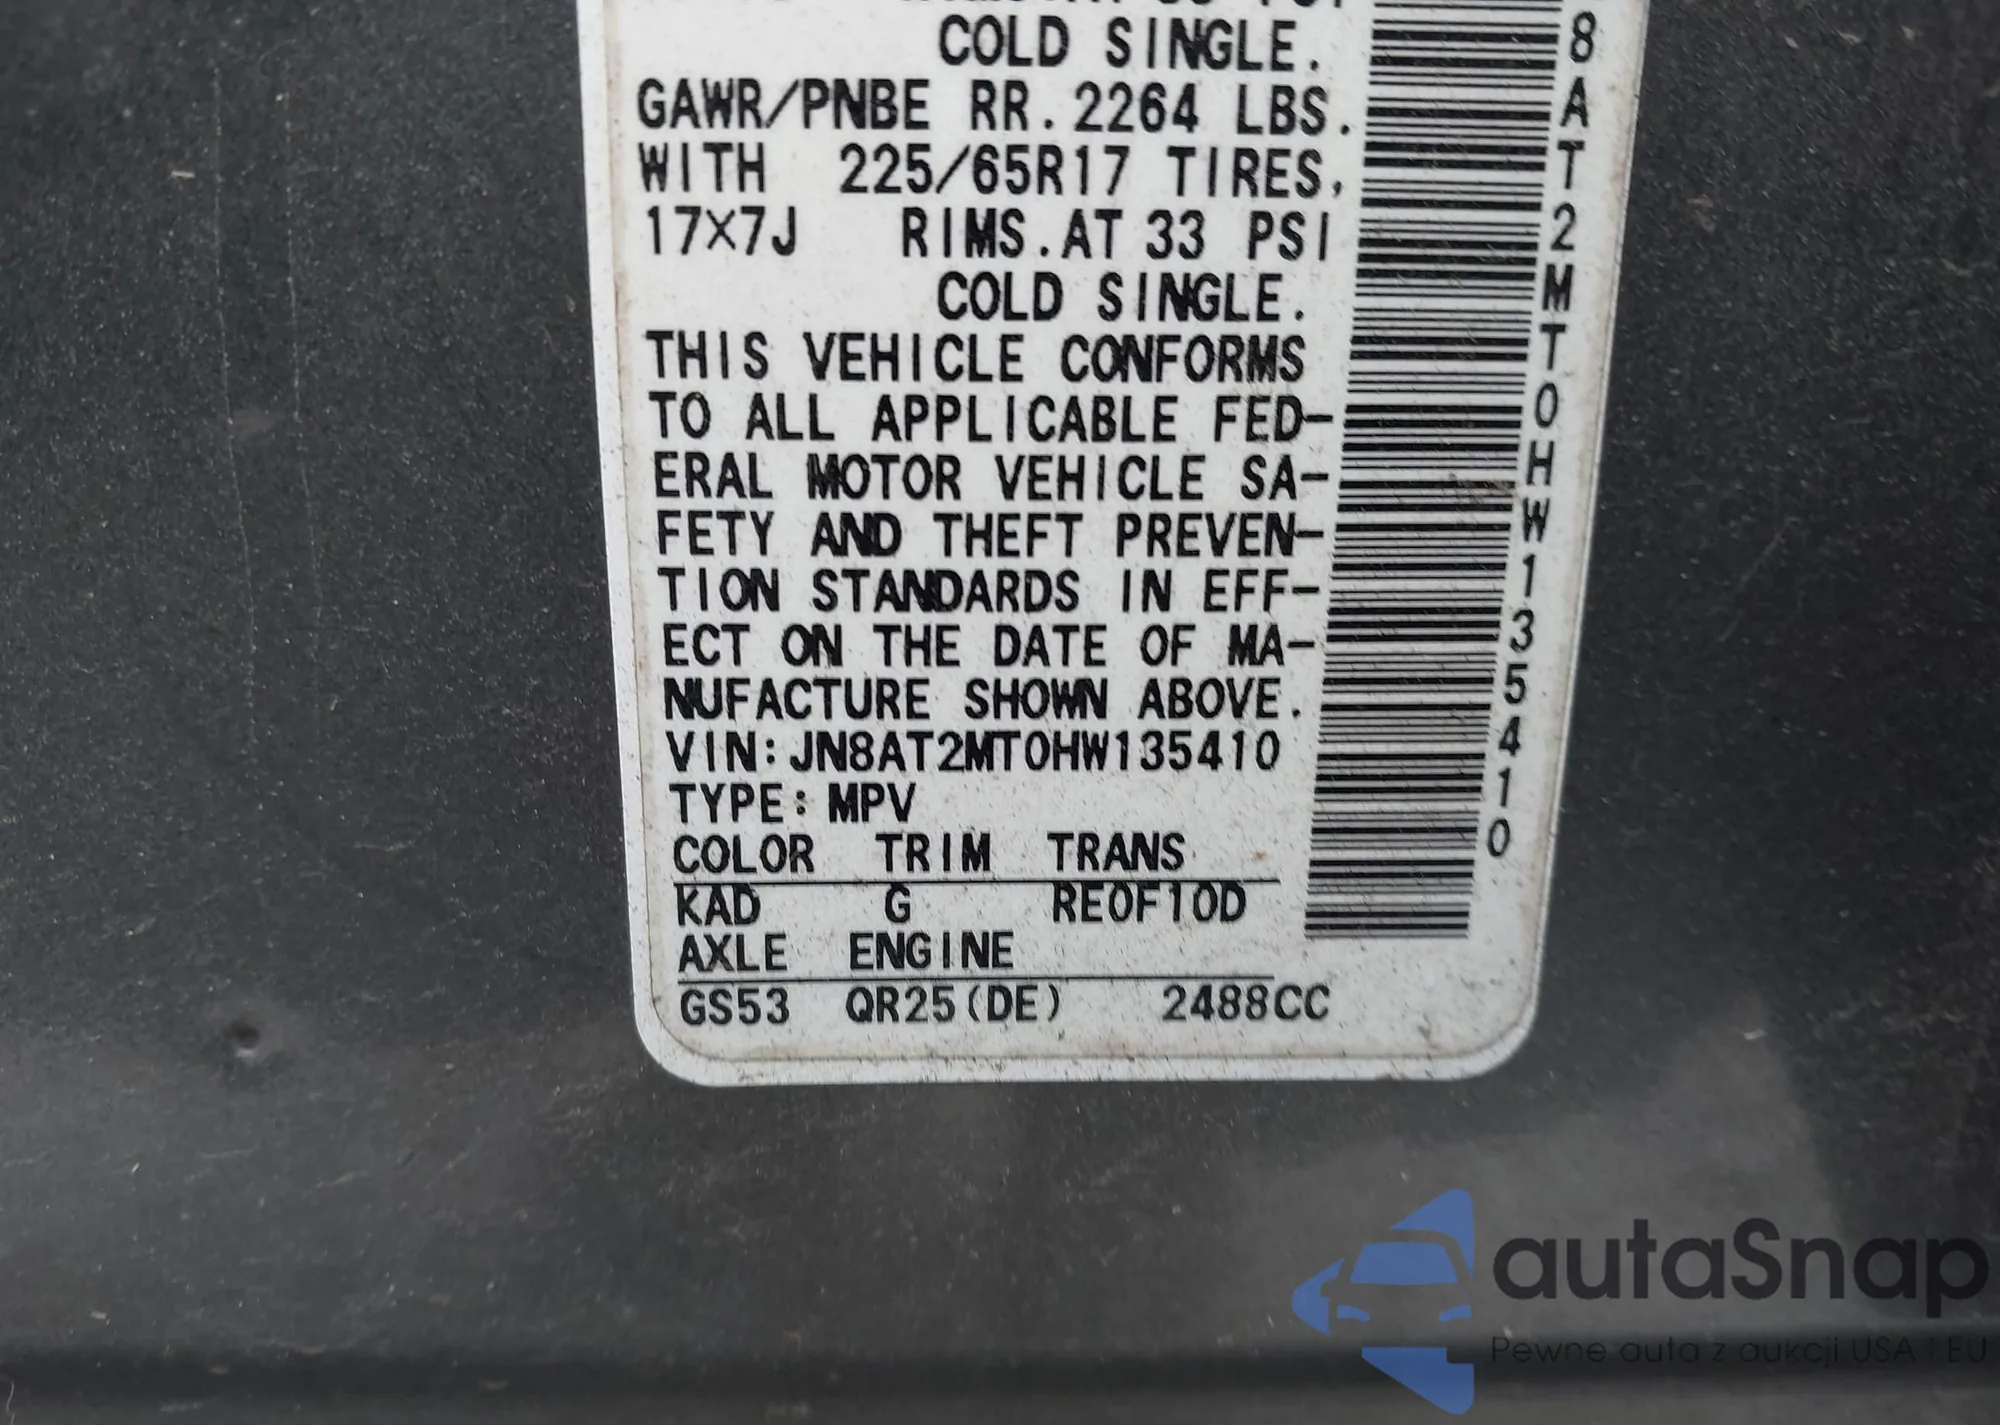 COLD SINGLE.
GAWR/PNBE RR. 2264 LBS.
WITH 225/65R17 TIRES,
17X7J RIMS. AT 33 PSI
COLD SINGLE.
THIS VEHICLE CONFORMS
TO ALL APPLICABLE FED-
ERAL MOTOR VEHICLE SA-
FETY AND THEFT PREVEN-
TION STANDARDS IN EFF-
ECT ON THE DATE OF MA-
NUFACTURE SHOWN ABOVE.
VIN: JN8AT2MT0HW135410
TYPE: MPV
COLOR TRIM TRANS
KAD G RE0F10D
AXLE ENGINE
GS53 QR25(DE) 2488CC
8AT2MT0HW135410
autaSnap
Pewne auta z aukcji USA i EU